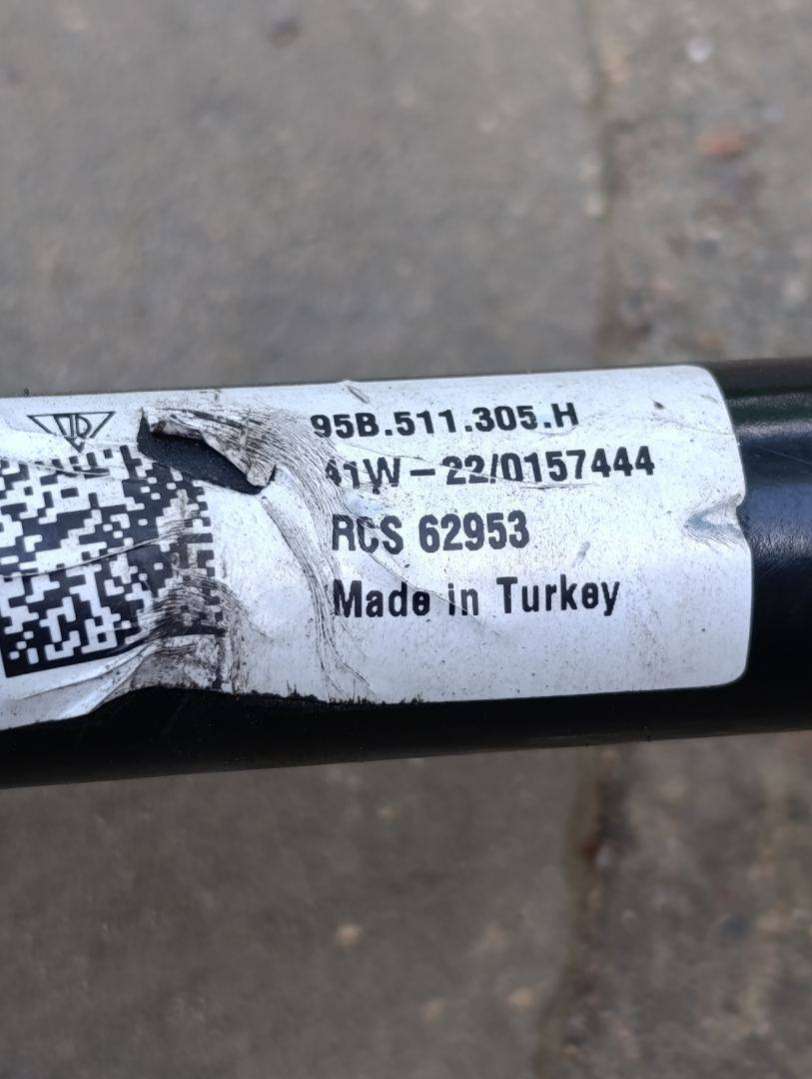 95B.511.305.H
41W-22/0157444
RCS 62953
Made in Turkey